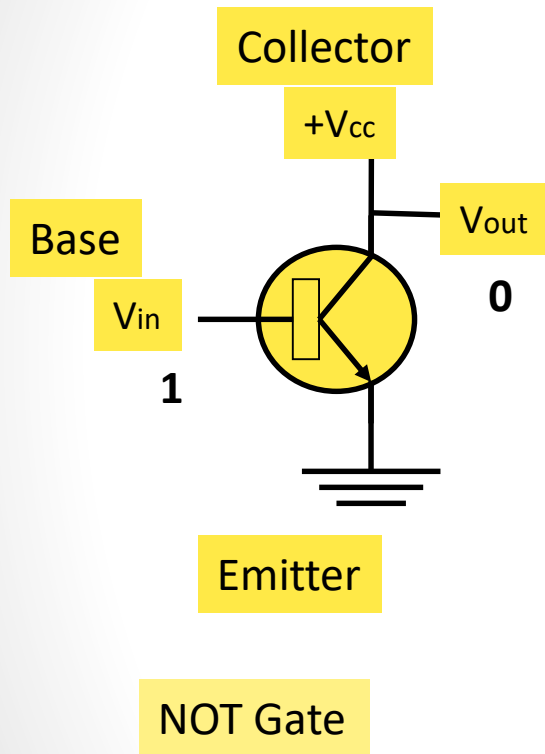 Collector
+Vcc
Vout
Base
0
Vin
1
Emitter
NOT Gate